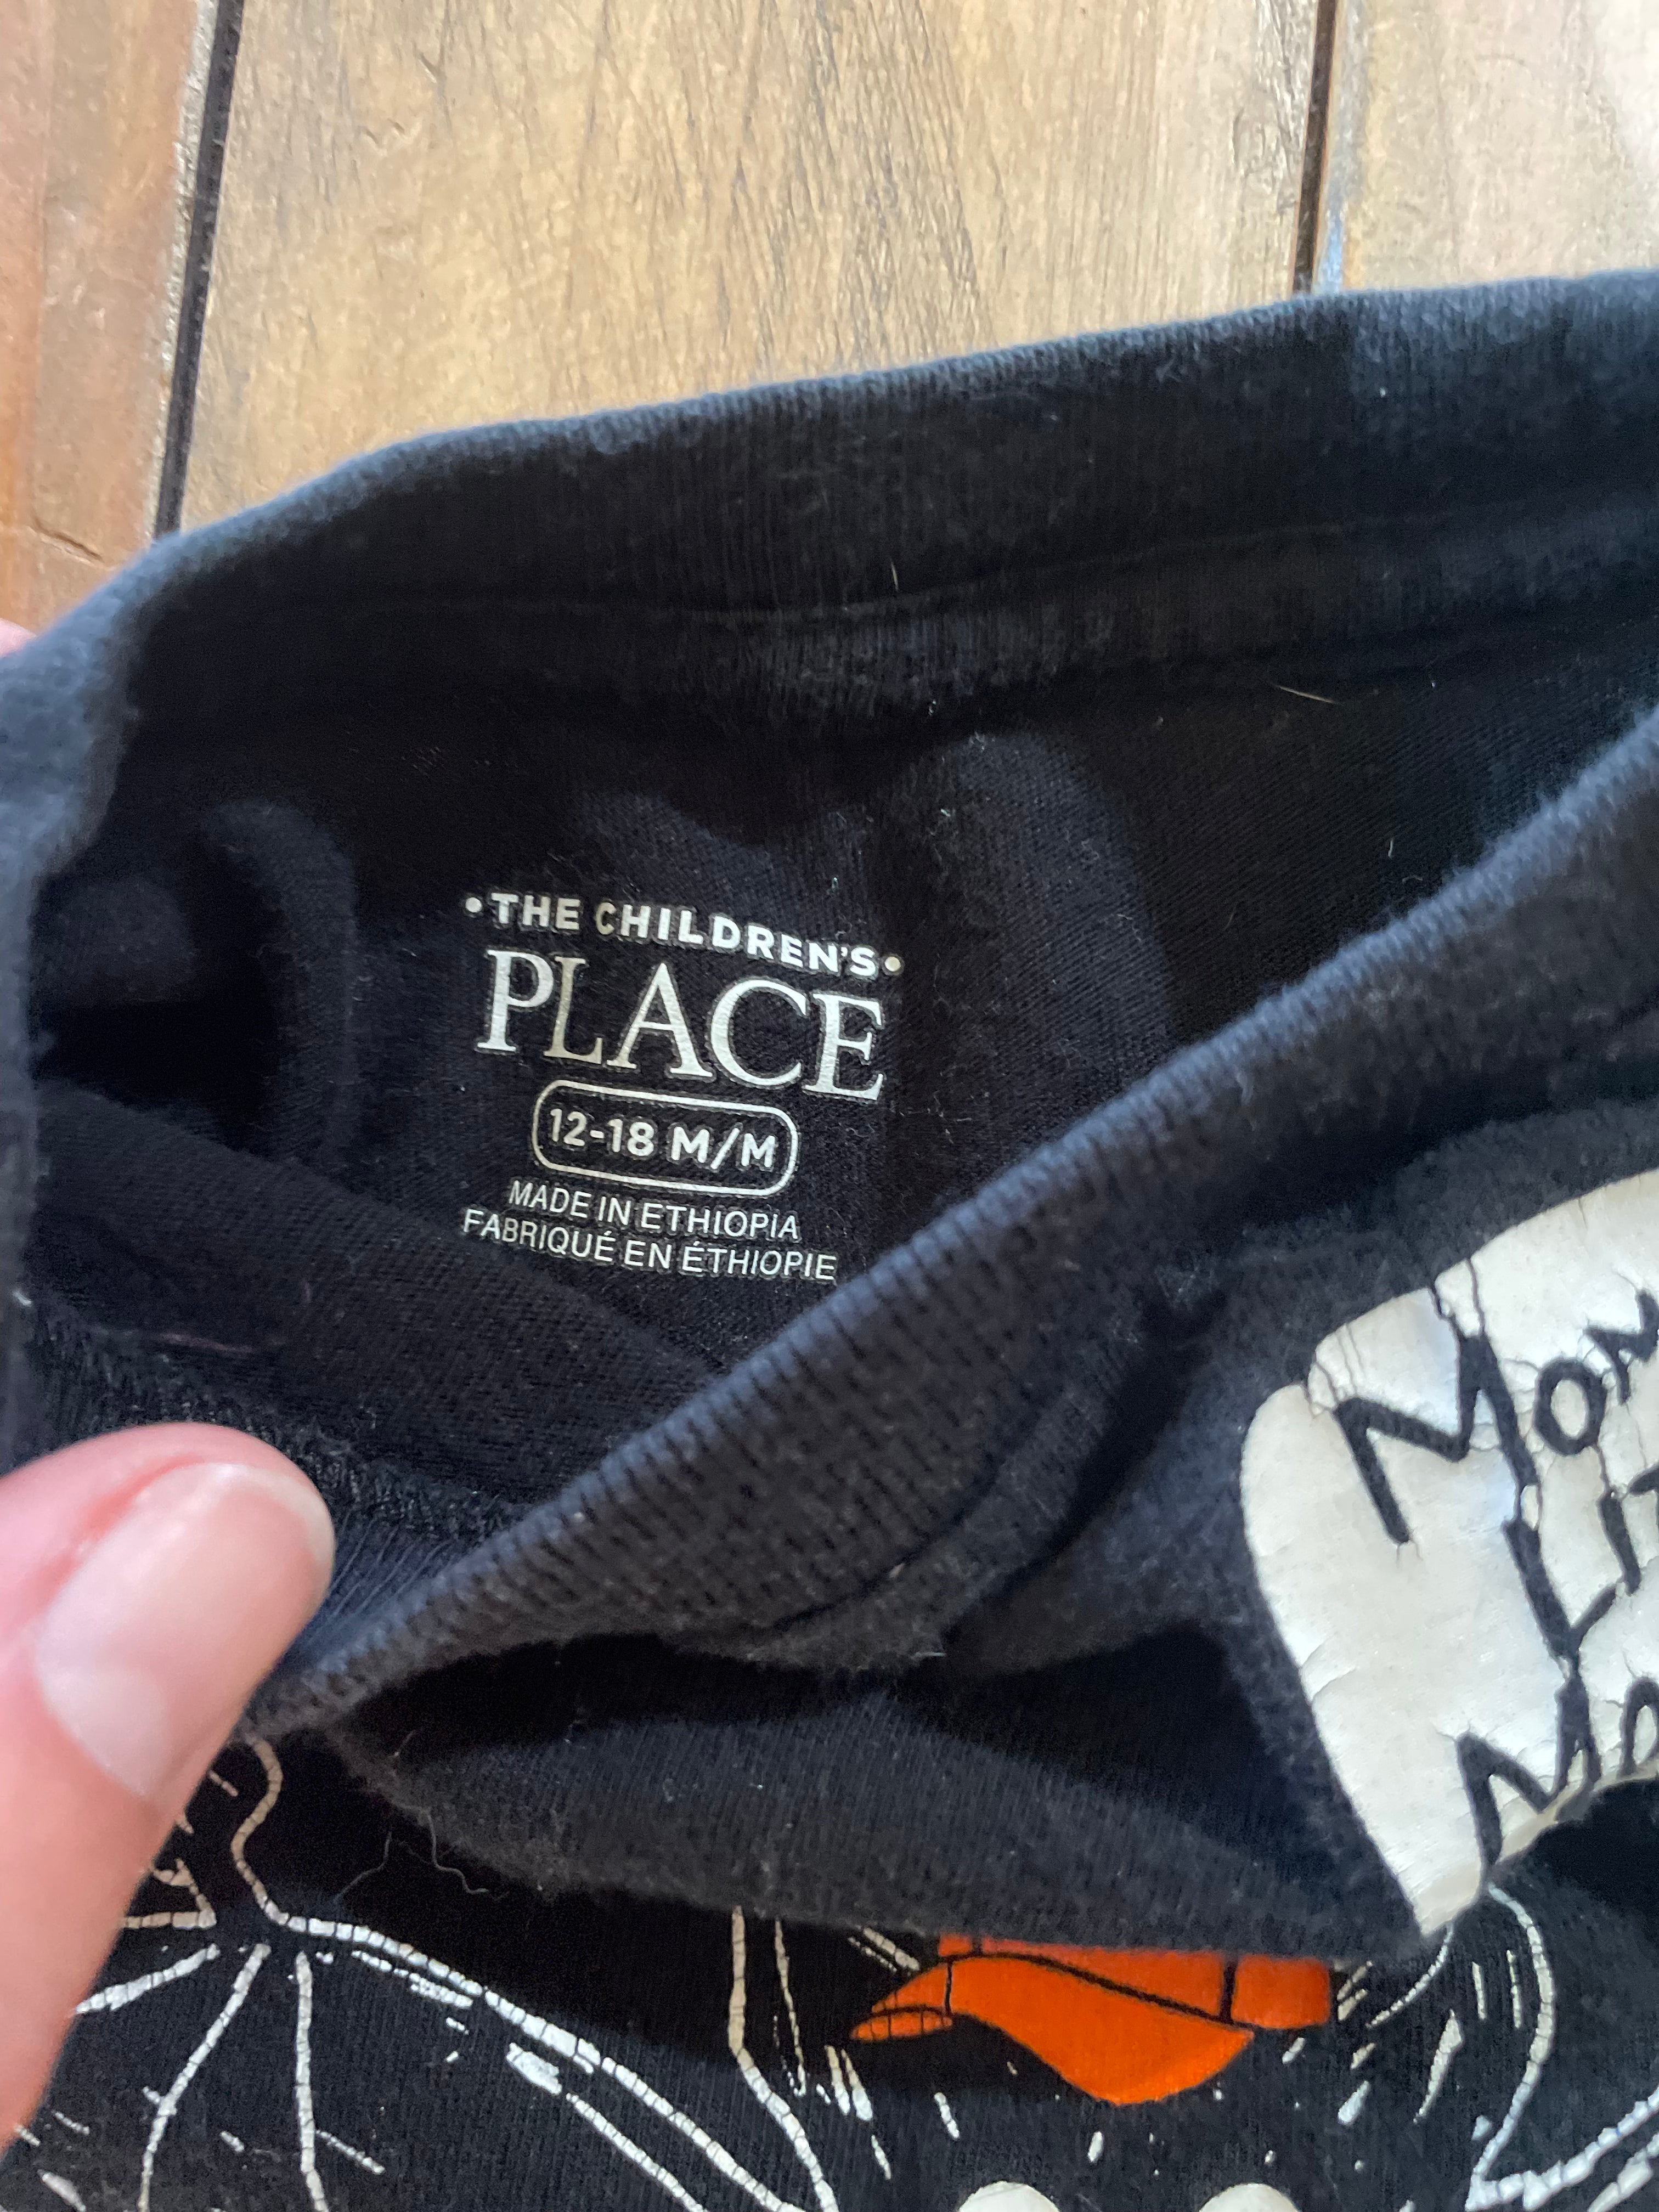 •THE CHILDREN'S•
PLACE
12-18 M/M
MADE IN ETHIOPIA
FABRIQUÉ EN ÉTHIOPIE